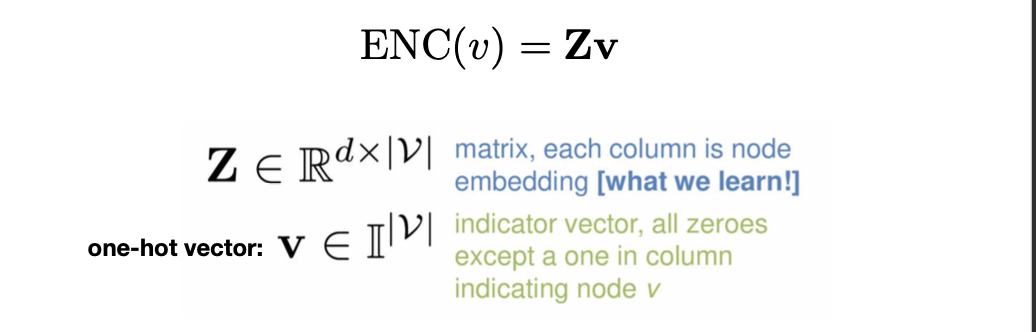 ENC(v) = Zv
Z ∈ ℝ^{d×|𝒱|} matrix, each column is node
embedding [what we learn!]
one-hot vector: v ∈ 𝕀^{|𝒱|} indicator vector, all zeroes
except a one in column
indicating node v